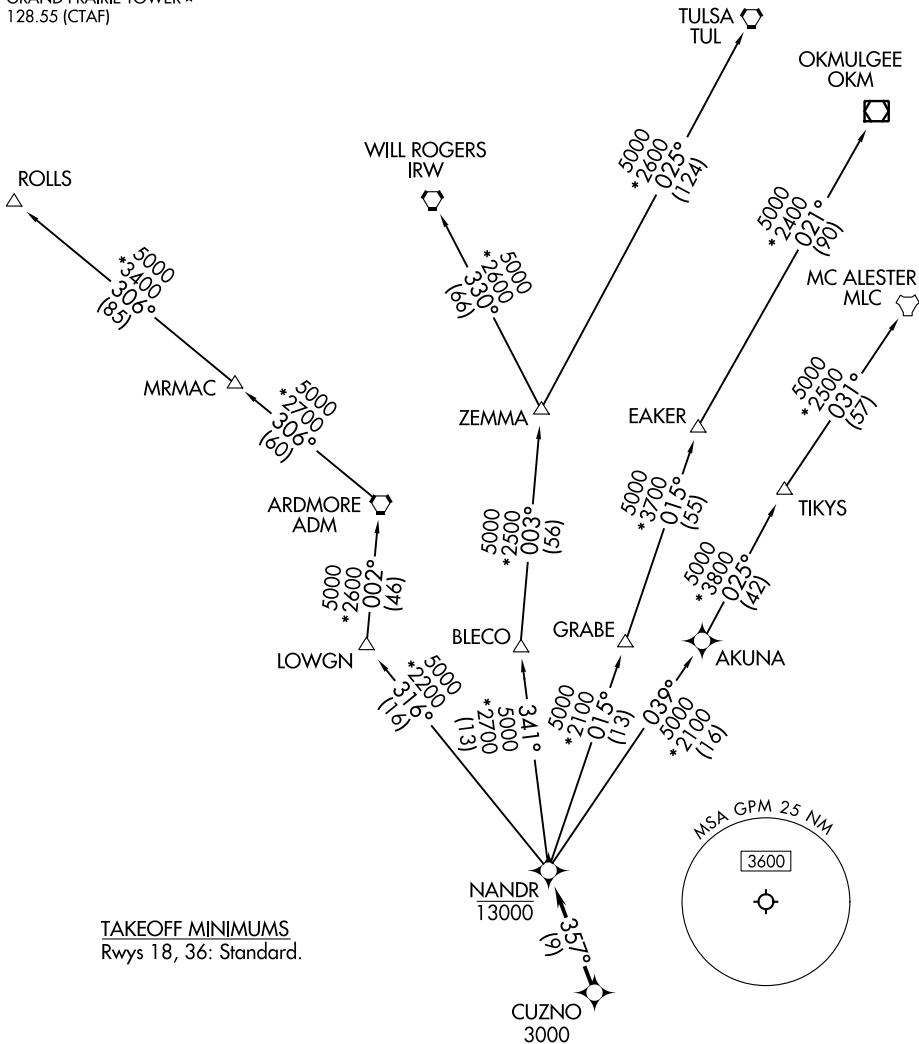 128.55 (CTAF)
TULSA
TUL
OKMULGEE
OKM
WILL ROGERS
IRW
ROLLS
5000
*2600
025°
(124)
5000
*2400
021°
(90)
MC ALESTER
MLC
5000
*3400
306°
(85)
5000
*2600
330°
(66)
MRMAC
5000
*2700
306°
(60)
ZEMMA
EAKER
5000
*2500
031°
(57)
ARDMORE
ADM
5000
*2500
003°
(56)
5000
*3700
015°
(55)
TIKYS
5000
*2600
002°
(46)
5000
*3800
025°
(42)
LOWGN
BLECO
GRABE
AKUNA
5000
*2200
316°
(16)
341°
5000
*2700
(13)
5000
*2100
015°
(13)
039°
5000
*2100
(16)
MSA GPM 25 NM
3600
NANDR
13000
TAKEOFF MINIMUMS
Rwys 18, 36: Standard.
357°
(9)
CUZNO
3000